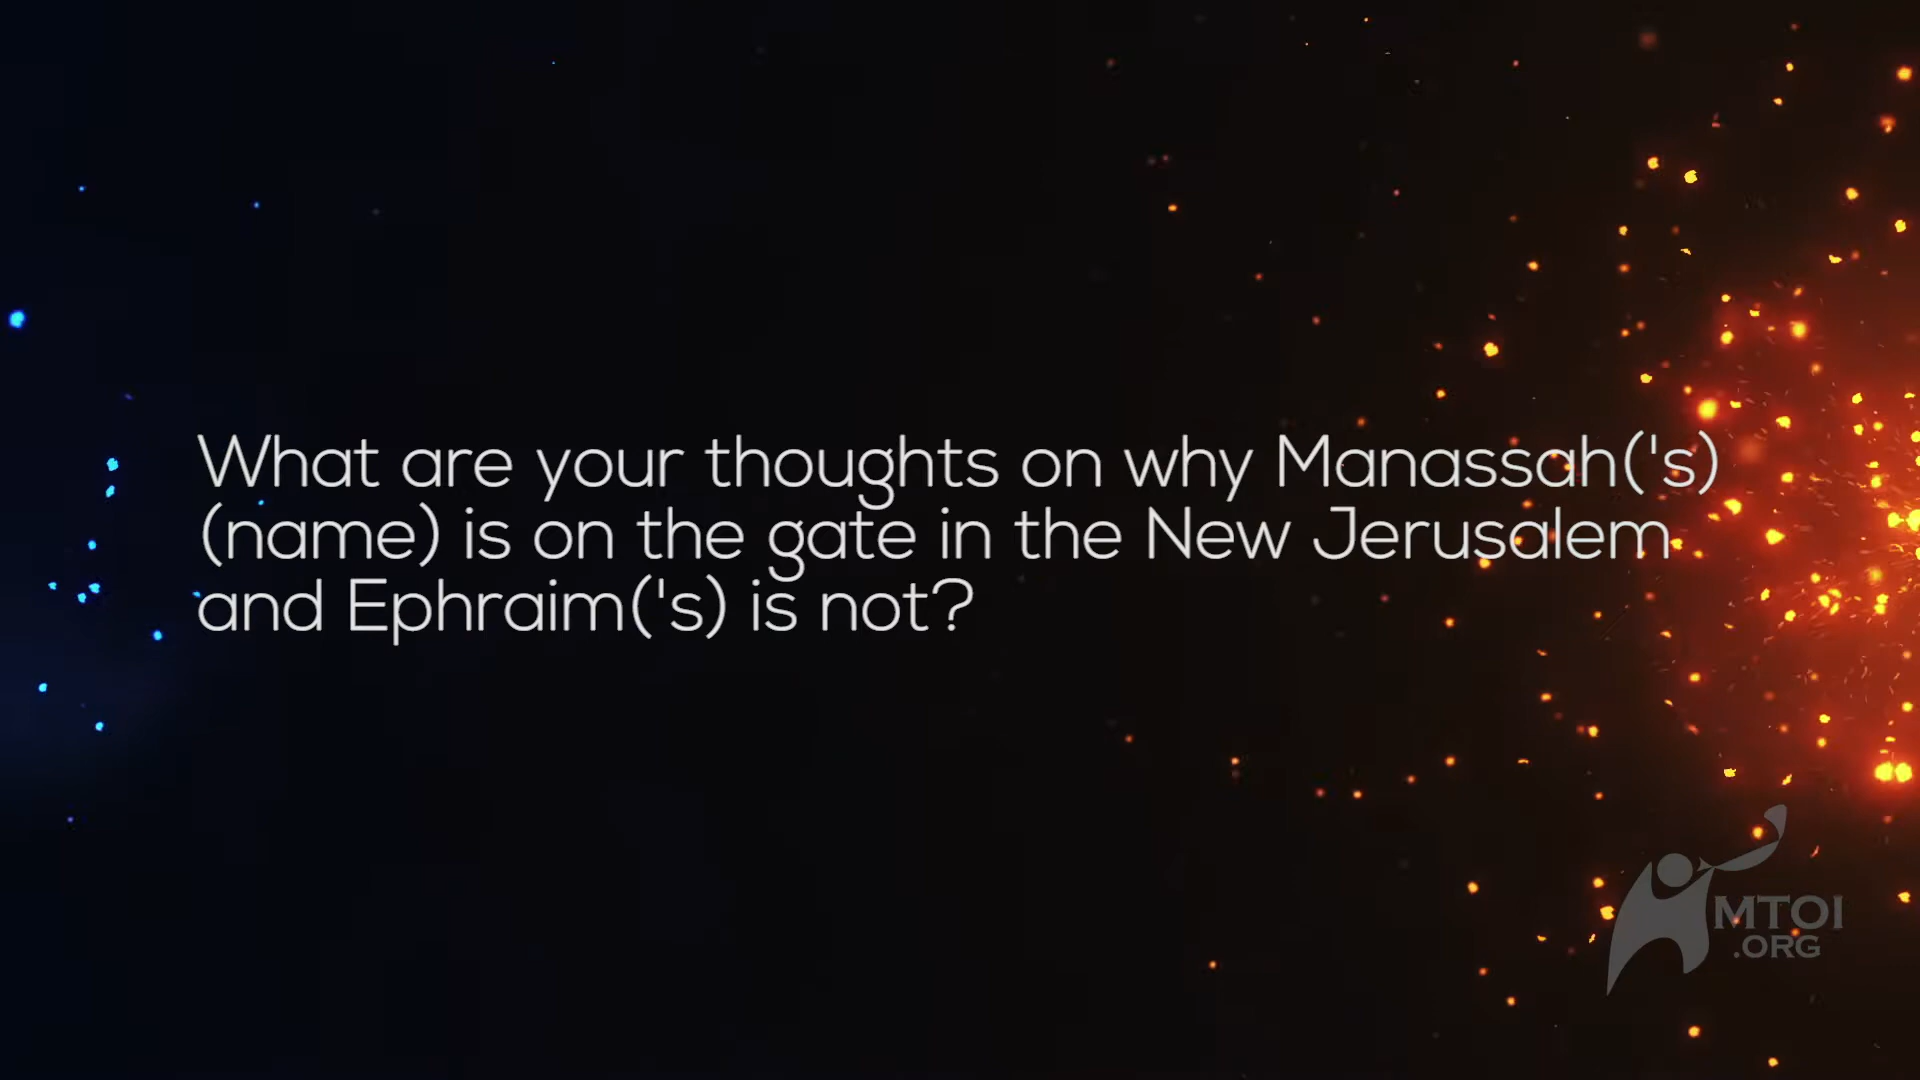 What are your thoughts on why Manassah('s)
(name) is on the gate in the New Jerusalem
and Ephraim('s) is not?
MTOI
.ORG